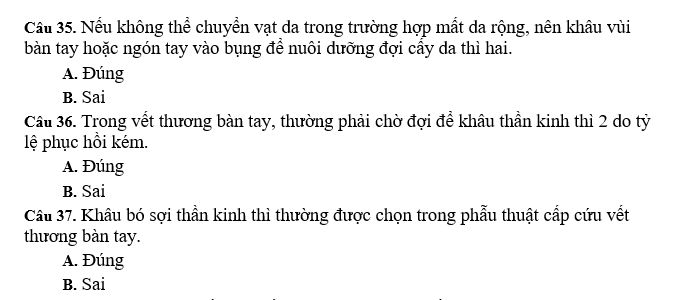 Câu 35. Nếu không thể chuyển vạt da trong trường hợp mất da rộng, nên khâu vùi
bàn tay hoặc ngón tay vào bụng để nuôi dưỡng đợi cấy da thì hai.
A. Đúng
B. Sai
Câu 36. Trong vết thương bàn tay, thường phải chờ đợi để khâu thần kinh thì 2 do tỷ
lệ phục hồi kém.
A. Đúng
B. Sai
Câu 37. Khâu bó sợi thần kinh thì thường được chọn trong phẫu thuật cấp cứu vết
thương bàn tay.
A. Đúng
B. Sai